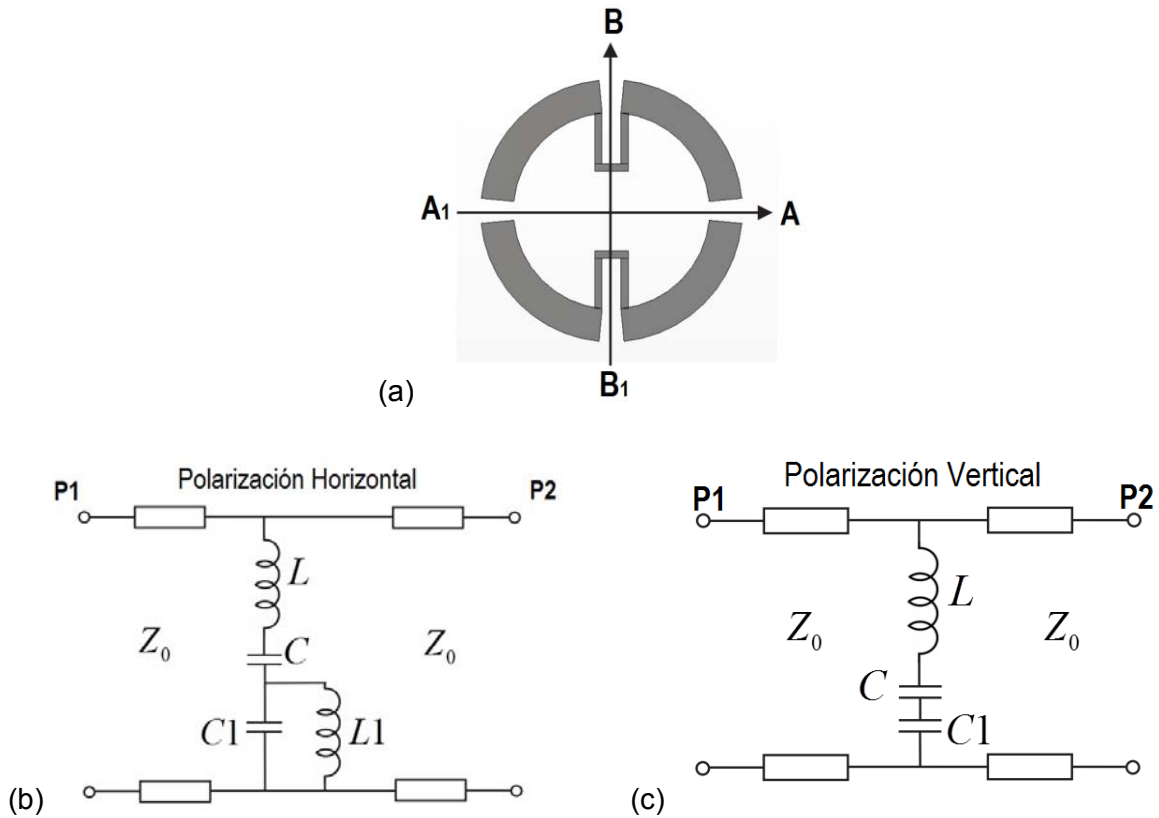 B
A1
A
B1
(a)
Polarización Horizontal
P1
P2
L
Z0
C
Z0
C1
L1
(b)
Polarización Vertical
P1
P2
L
Z0
Z0
C
C1
(c)